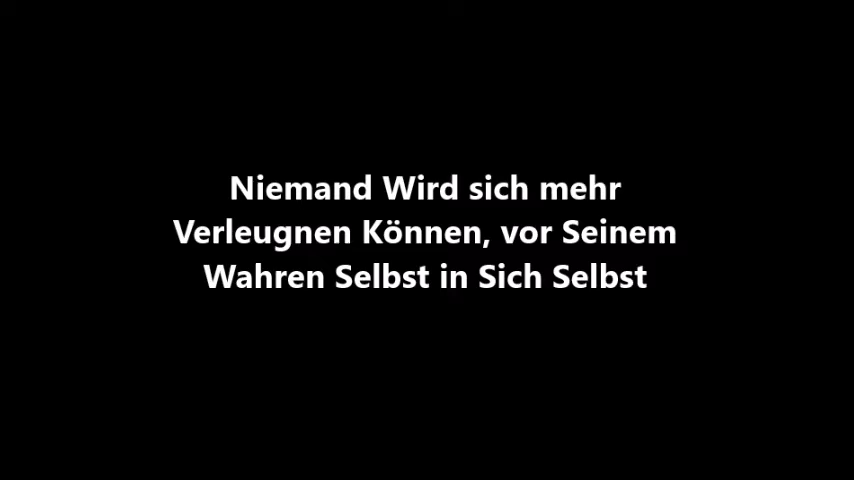 Niemand Wird sich mehr
Verleugnen Können, vor Seinem
Wahren Selbst in Sich Selbst